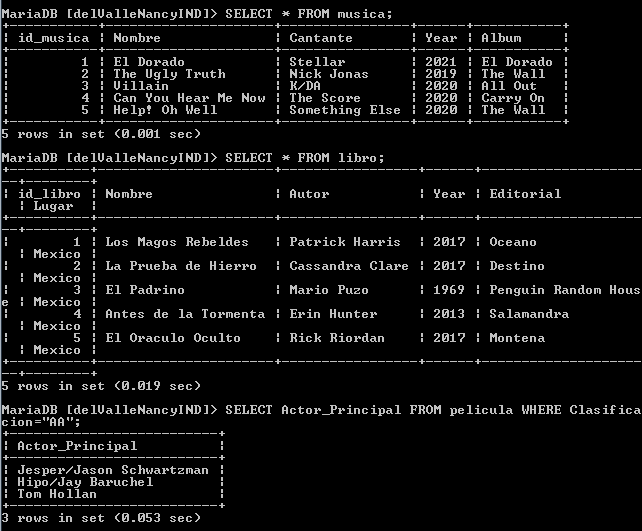 MariaDB [delValleNancyIND]> SELECT * FROM musica;
+-----------+--------------------+----------------+------+-----------+
| id_musica | Nombre             | Cantante       | Year | Album     |
+-----------+--------------------+----------------+------+-----------+
|         1 | El Dorado          | Stellar        | 2021 | El Dorado |
|         2 | The Ugly Truth     | Nick Jonas     | 2019 | The Wall  |
|         3 | Villain            | K/DA           | 2020 | All Out   |
|         4 | Can You Hear Me Now | The Score      | 2020 | Carry On  |
|         5 | Help! Oh Well      | Something Else | 2020 | The Wall  |
+-----------+--------------------+----------------+------+-----------+
5 rows in set (0.001 sec)
MariaDB [delValleNancyIND]> SELECT * FROM libro;
+----------+----------------------+-----------------+------+----------------
--+--------+
| id_libro | Nombre               | Autor           | Year | Editorial
  | Lugar  |
+----------+----------------------+-----------------+------+----------------
--+--------+
|        1 | Los Magos Rebeldes   | Patrick Harris  | 2017 | Oceano
  | Mexico |
|        2 | La Prueba de Hierro  | Cassandra Clare | 2017 | Destino
  | Mexico |
|        3 | El Padrino           | Mario Puzo      | 1969 | Penguin Random Hous
e | Mexico |
|        4 | Antes de la Tormenta | Erin Hunter     | 2013 | Salamandra
  | Mexico |
|        5 | El Oraculo Oculto    | Rick Riordan    | 2017 | Montena
  | Mexico |
+----------+----------------------+-----------------+------+----------------
--+--------+
5 rows in set (0.019 sec)
MariaDB [delValleNancyIND]> SELECT Actor_Principal FROM pelicula WHERE Clasifica
cion="AA";
+--------------------------+
| Actor_Principal          |
+--------------------------+
| Jesper/Jason Schwartzman |
| Hipo/Jay Baruchel        |
| Tom Hollan               |
+--------------------------+
3 rows in set (0.053 sec)